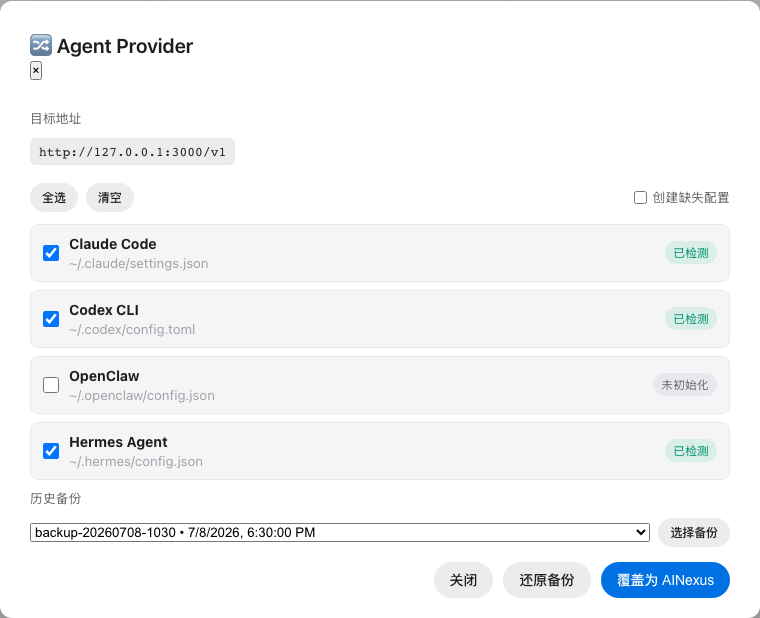 🔀 Agent Provider
×
目标地址
http://127.0.0.1:3000/v1
全选 清空 创建缺失配置
Claude Code
~/.claude/settings.json
已检测
Codex CLI
~/.codex/config.toml
已检测
OpenClaw
~/.openclaw/config.json
未初始化
Hermes Agent
~/.hermes/config.json
已检测
历史备份
backup-20260708-1030 • 7/8/2026, 6:30:00 PM 选择备份
关闭 还原备份 覆盖为 AINexus